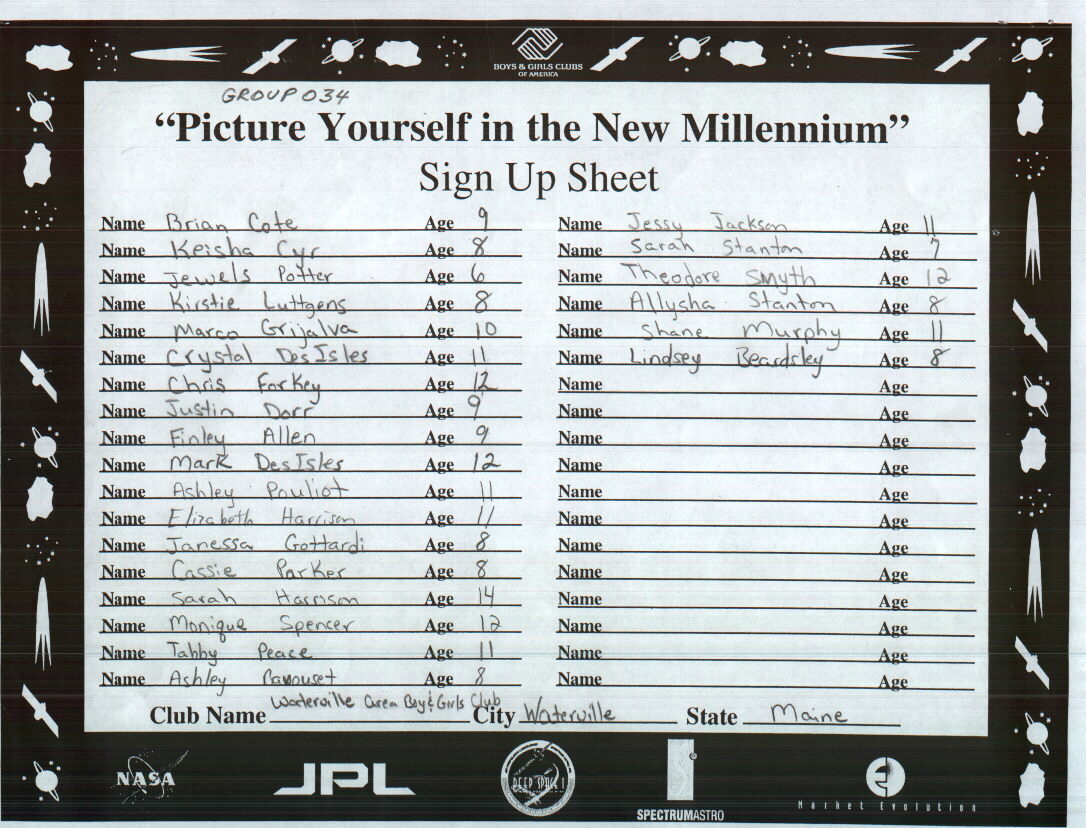 BOYS & GIRLS CLUBS
OF AMERICA
GROUP 034
“Picture Yourself in the New Millennium”
Sign Up Sheet
Name Brian Cote Age 9
Name Keisha Cyr Age 8
Name Jewels Potter Age 6
Name Kirstie Luttgens Age 8
Name Marco Grijalva Age 10
Name Crystal DesIsles Age 11
Name Chris Forkey Age 12
Name Justin Dorr Age 9
Name Finley Allen Age 9
Name Mark DesIsles Age 12
Name Ashley Pouliot Age 11
Name Elizabeth Harrison Age 11
Name Janessa Gottardi Age 8
Name Cassie Parker Age 8
Name Sarah Harrison Age 14
Name Monique Spencer Age 12
Name Tabby Peace Age 11
Name Ashley Age 8
Name Jessy Jackson Age 11
Name Sarah Stanton Age 7
Name Theodore Smyth Age 12
Name Allysha Stanton Age 8
Name Shane Murphy Age 11
Name Lindsey Beardsley Age 8
Name Age
Name Age
Name Age
Name Age
Name Age
Name Age
Name Age
Name Age
Name Age
Name Age
Name Age
Name Age
Club Name Waterville Area Boy & Girls Club City Waterville State Maine
NASA JPL DEEP SPACE 1 SPECTRUMASTRO Market Evolution